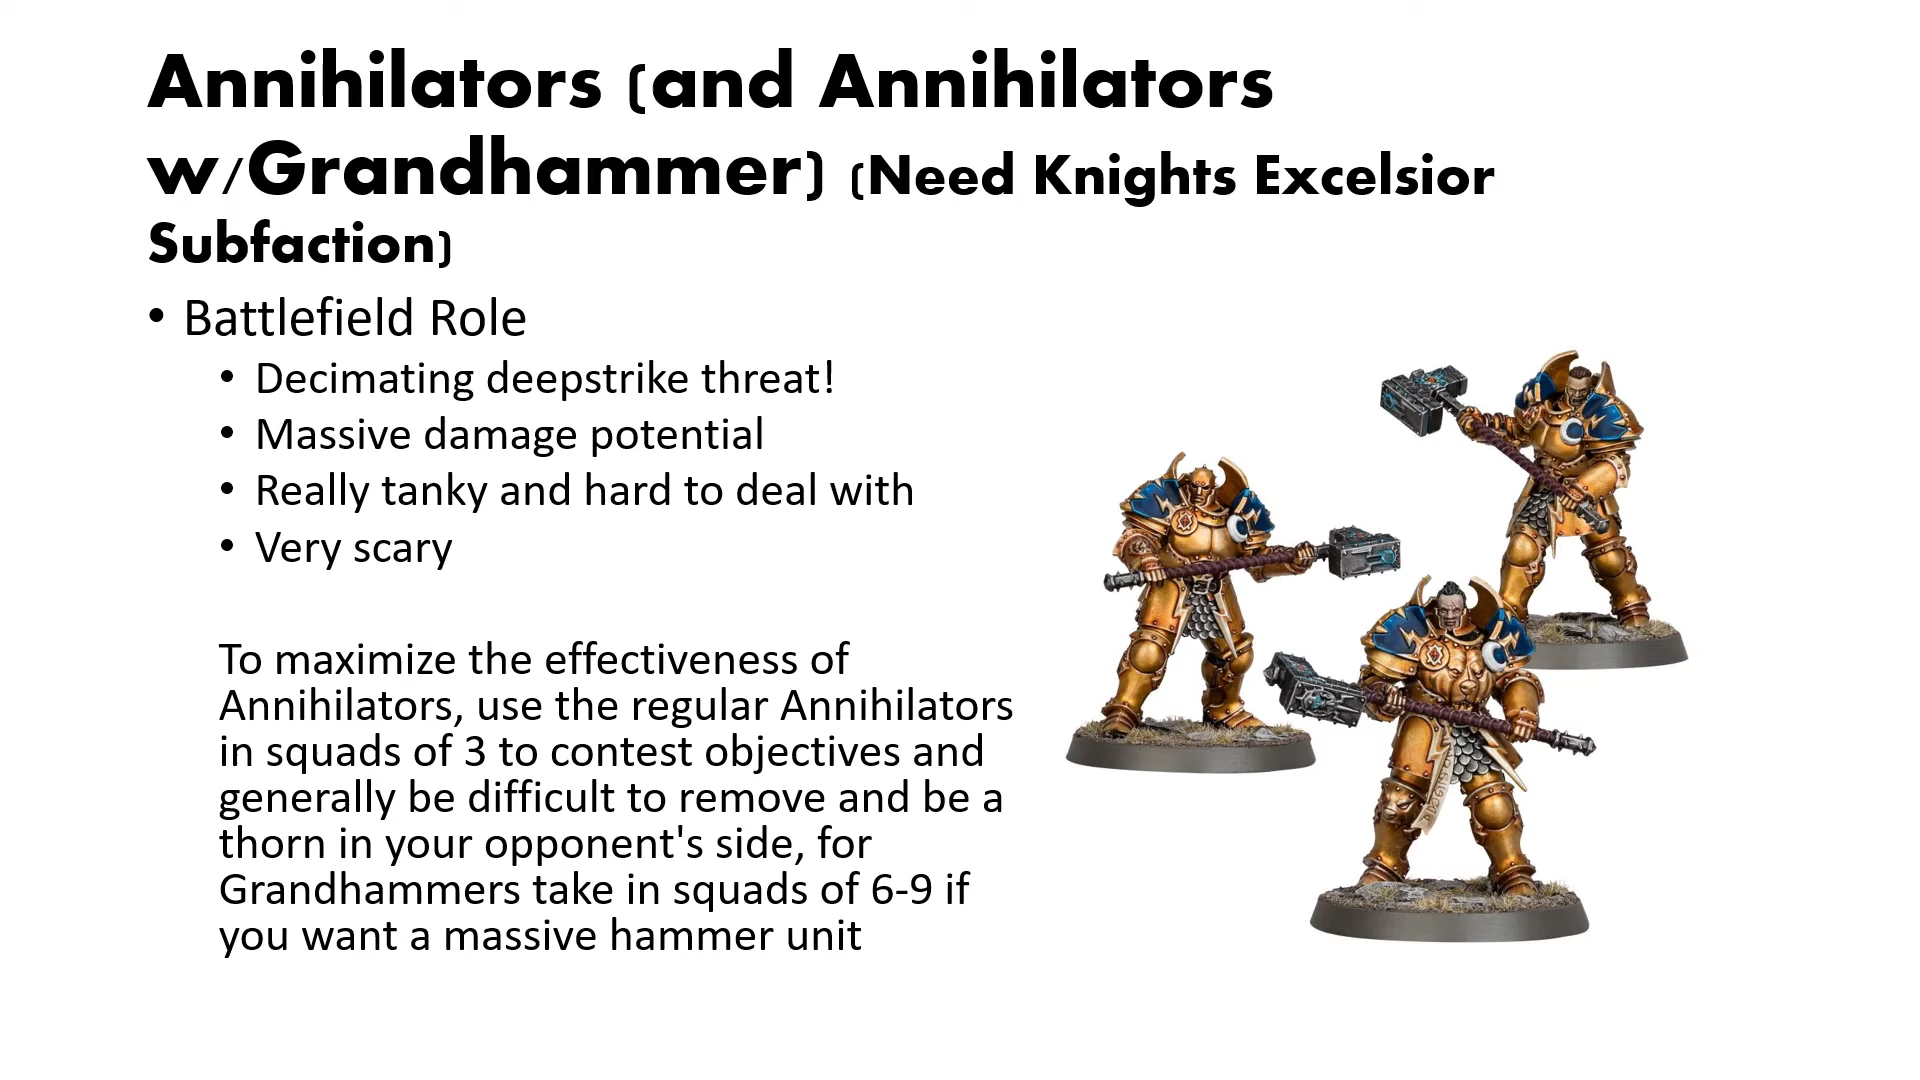 Annihilators (and Annihilators
w/Grandhammer) (Need Knights Excelsior
Subfaction)
• Battlefield Role
• Decimating deepstrike threat!
• Massive damage potential
• Really tanky and hard to deal with
• Very scary
To maximize the effectiveness of
Annihilators, use the regular Annihilators
in squads of 3 to contest objectives and
generally be difficult to remove and be a
thorn in your opponent's side, for
Grandhammers take in squads of 6-9 if
you want a massive hammer unit